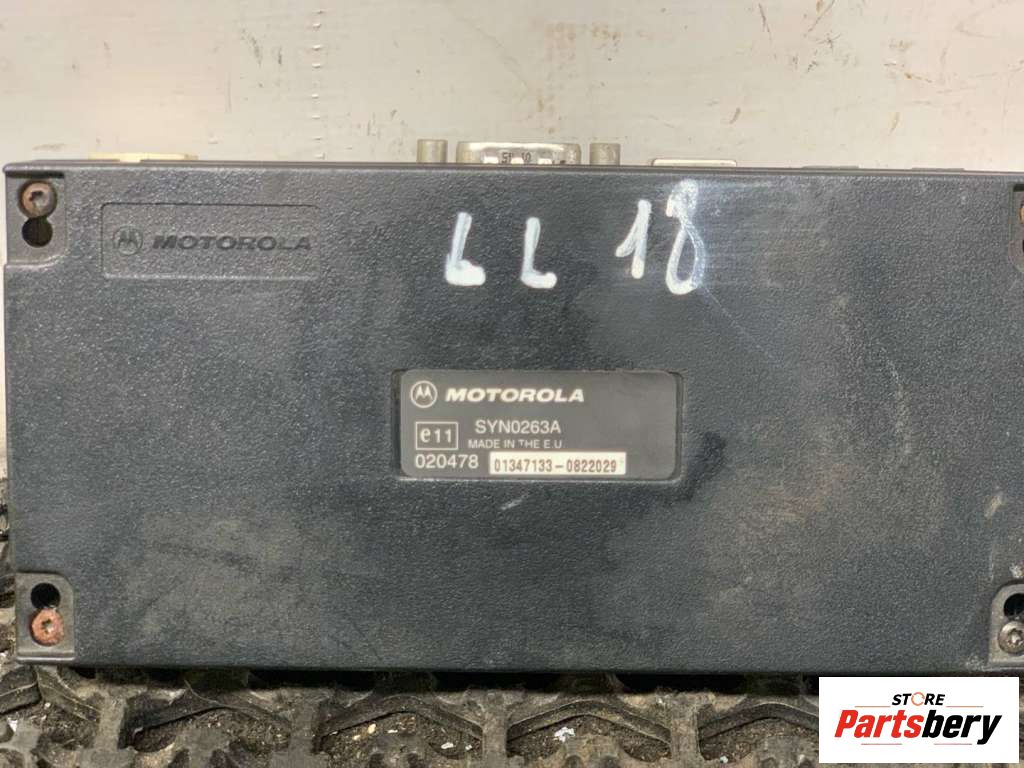 MOTOROLA
LL 18
MOTOROLA
SYN0263A
e11
MADE IN THE E.U.
020478
01347133-0822029
STORE
Partsbery